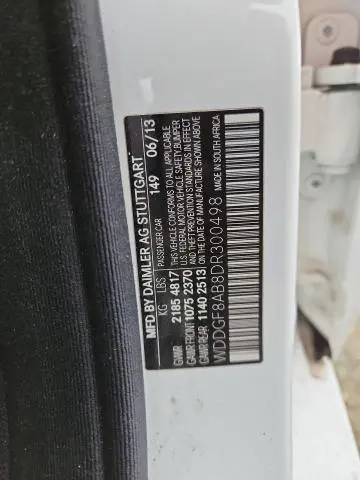 MFD BY DAIMLER AG STUTTGART
PASSENGER CAR 149 06/13
KG LBS THIS VEHICLE CONFORMS TO ALL APPLICABLE
GVWR 2185 4817 U.S. FEDERAL MOTOR VEHICLE SAFETY, BUMPER
GAWR FRONT 1075 2370 AND THEFT PREVENTION STANDARDS IN EFFECT
GAWR REAR 1140 2513 ON THE DATE OF MANUFACTURE SHOWN ABOVE
WDDGF8AB8DR300498 MADE IN SOUTH AFRICA